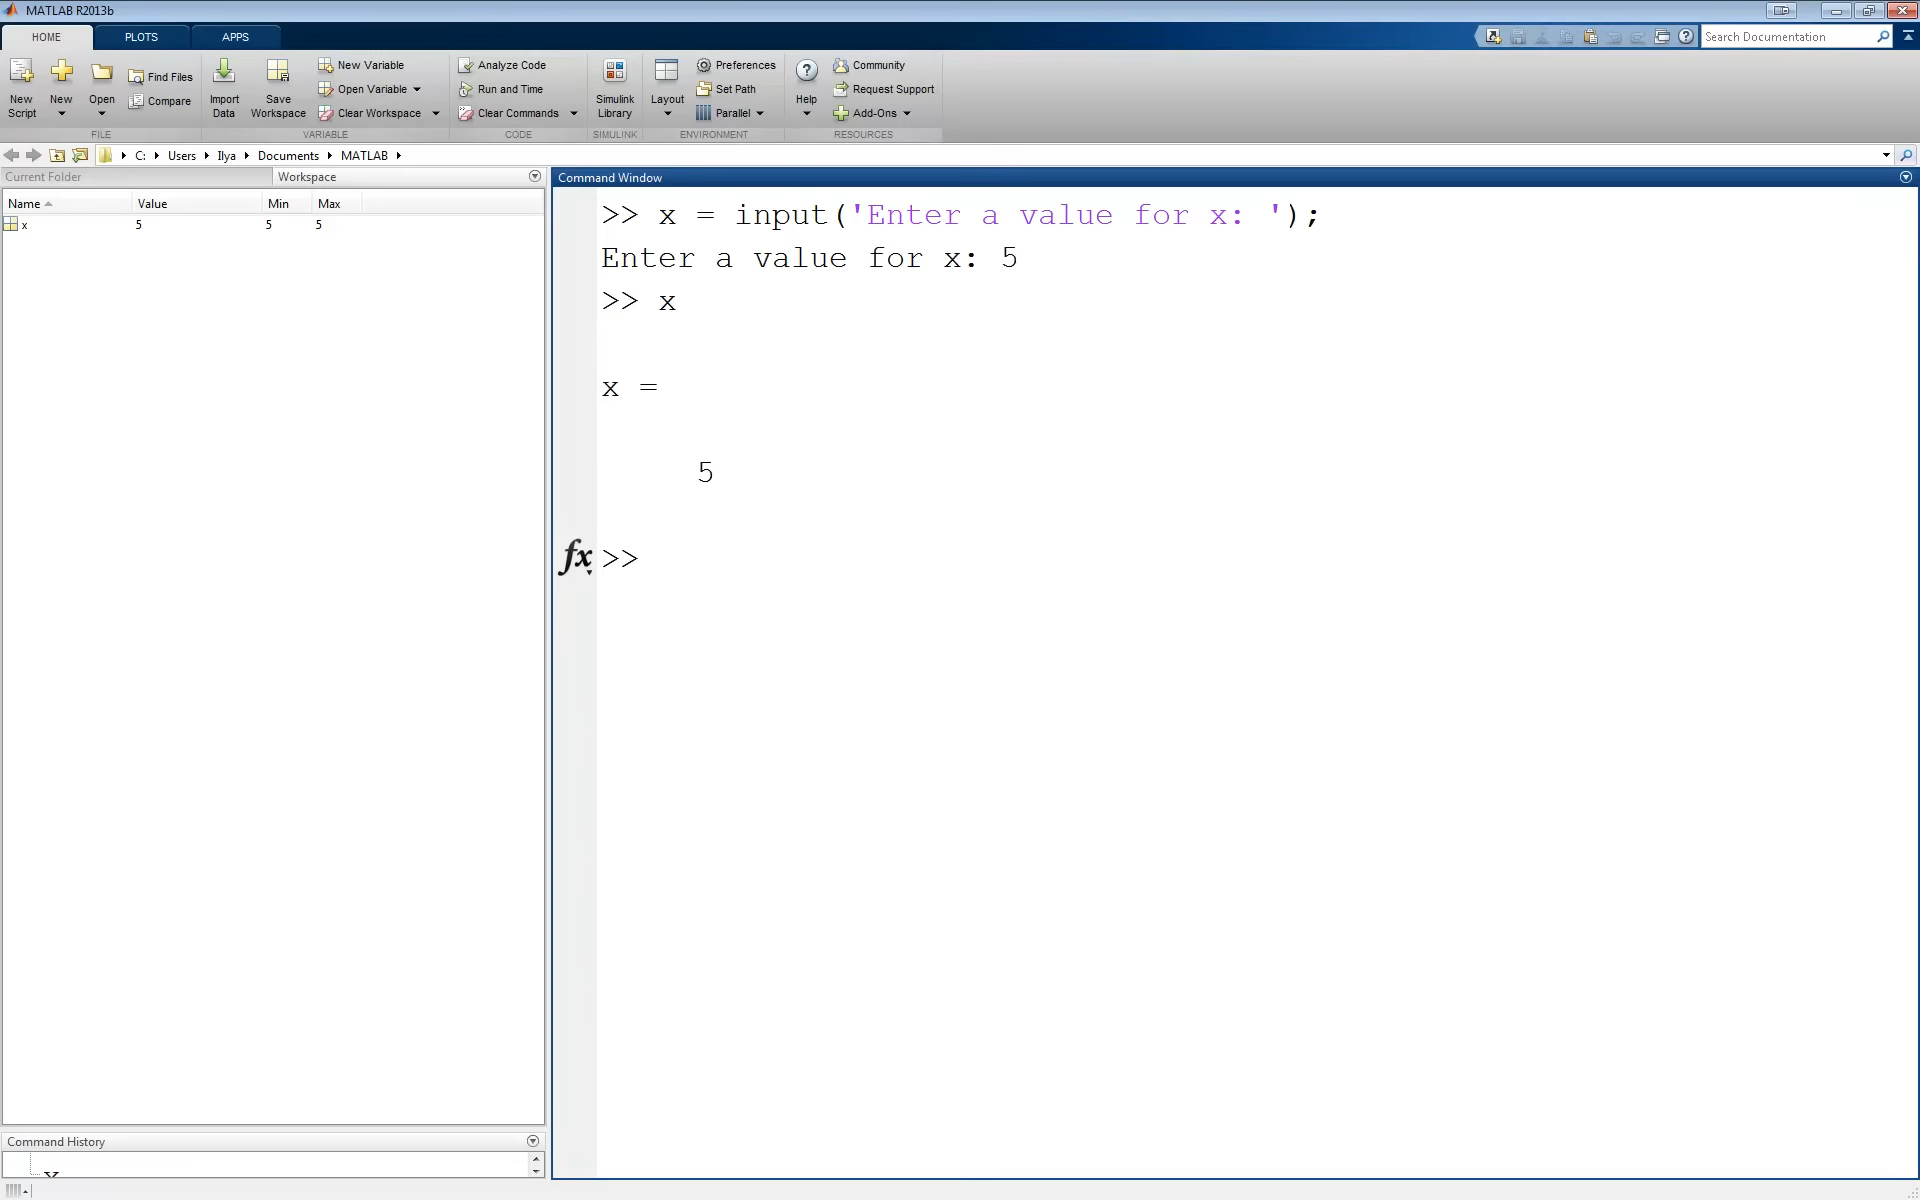 MATLAB R2013b
HOME PLOTS APPS
Search Documentation
New Script
New
Open
Find Files
Compare
Import Data
Save Workspace
New Variable
Open Variable
Clear Workspace
Analyze Code
Run and Time
Clear Commands
Simulink Library
Layout
Preferences
Set Path
Parallel
Help
Community
Request Support
Add-Ons
FILE VARIABLE CODE SIMULINK ENVIRONMENT RESOURCES
C: Users Ilya Documents MATLAB
Current Folder Workspace
Name Value Min Max
x 5 5 5
Command History
x
Command Window
>> x = input('Enter a value for x: ');
Enter a value for x: 5
>> x
x =
5
fx >>